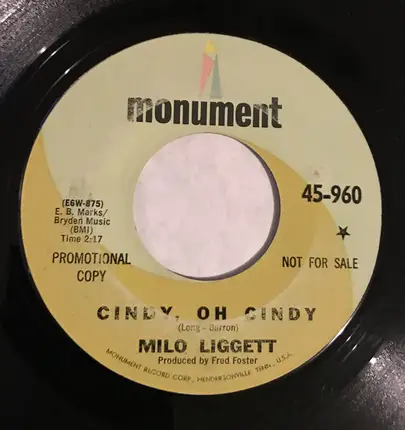 monument
(E6W-875)
E. B. Marks/
Bryden Music
(BMI)
Time 2:17
45-960
PROMOTIONAL
COPY
NOT FOR SALE
CINDY, OH CINDY
(Long - Barron)
MILO LIGGETT
Produced by Fred Foster
MONUMENT RECORD CORP., HENDERSONVILLE, TENN., U.S.A.